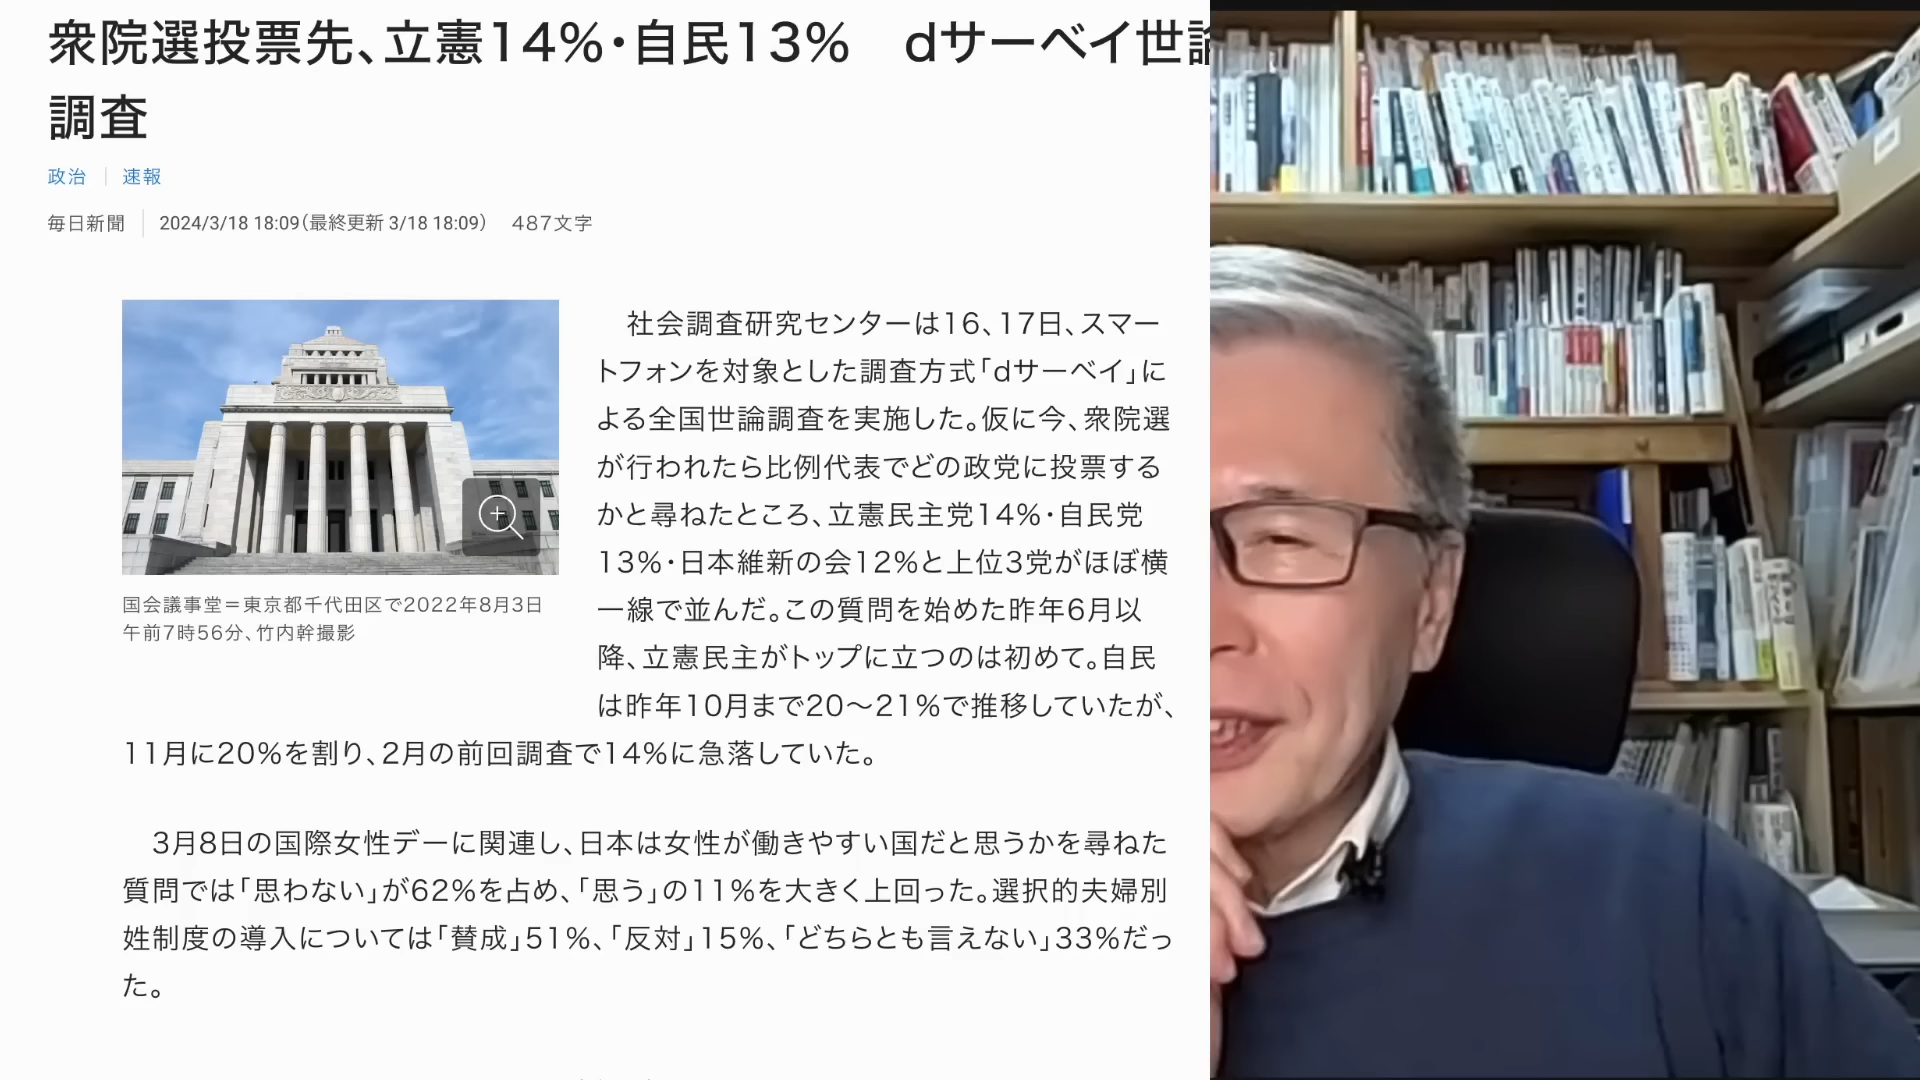 衆院選投票先、立憲14%・自民13%　dサーベイ世論
調査
政治　速報
毎日新聞　2024/3/18 18:09(最終更新 3/18 18:09)　487文字
社会調査研究センターは16、17日、スマー
トフォンを対象とした調査方式「dサーベイ」に
よる全国世論調査を実施した。仮に今、衆院選
が行われたら比例代表でどの政党に投票する
かと尋ねたところ、立憲民主党14%・自民党
13%・日本維新の会12%と上位3党がほぼ横
一線で並んだ。この質問を始めた昨年6月以
降、立憲民主がトップに立つのは初めて。自民
は昨年10月まで20〜21%で推移していたが、
11月に20%を割り、2月の前回調査で14%に急落していた。
国会議事堂＝東京都千代田区で2022年8月3日
午前7時56分、竹内幹撮影
3月8日の国際女性デーに関連し、日本は女性が働きやすい国だと思うかを尋ねた
質問では「思わない」が62%を占め、「思う」の11%を大きく上回った。選択的夫婦別
姓制度の導入については「賛成」51%、「反対」15%、「どちらとも言えない」33%だっ
た。